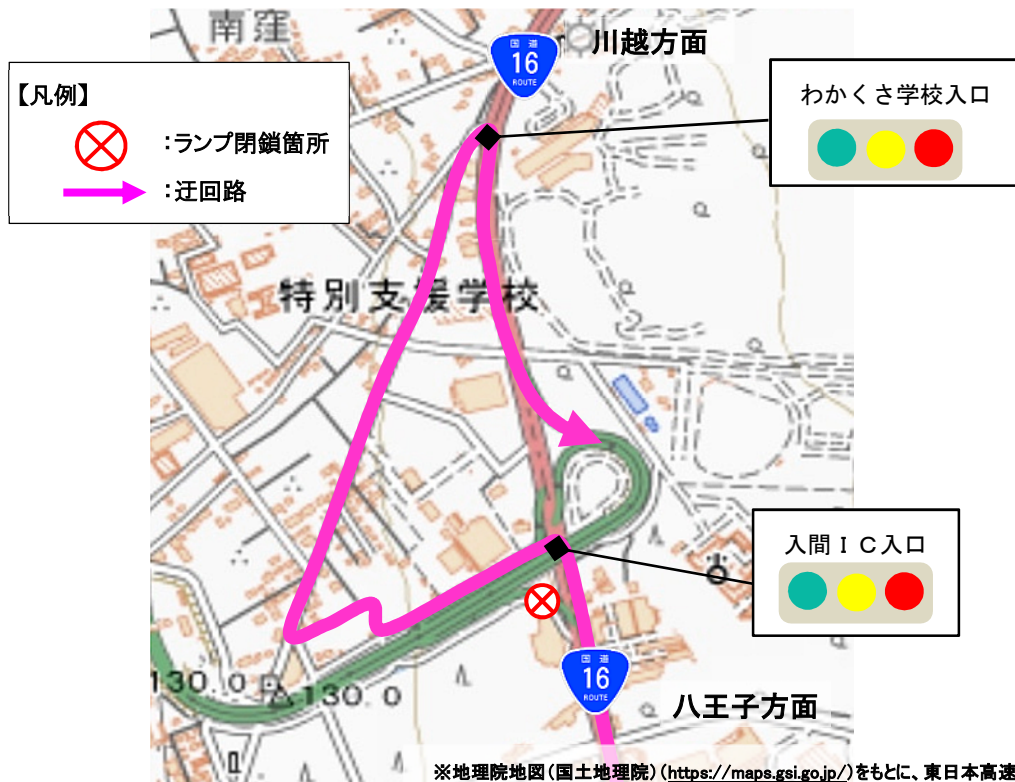 南窪
国道
16
ROUTE
川越方面
【凡例】
：ランプ閉鎖箇所
：迂回路
わかくさ学校入口
特別支援学校
入間ＩＣ入口
130.0
130.0
国道
16
ROUTE
八王子方面
※地理院地図（国土地理院）（https://maps.gsi.go.jp/）をもとに、東日本高速